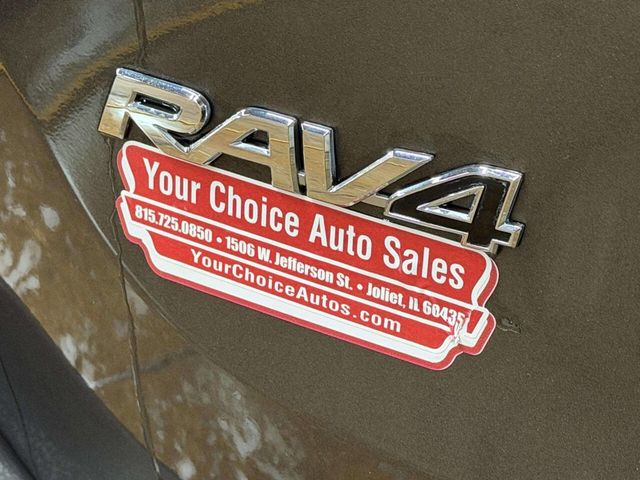 RAV4
Your Choice Auto Sales
815.725.0850 • 1506 W. Jefferson St. • Joliet, IL 60435
YourChoiceAutos.com